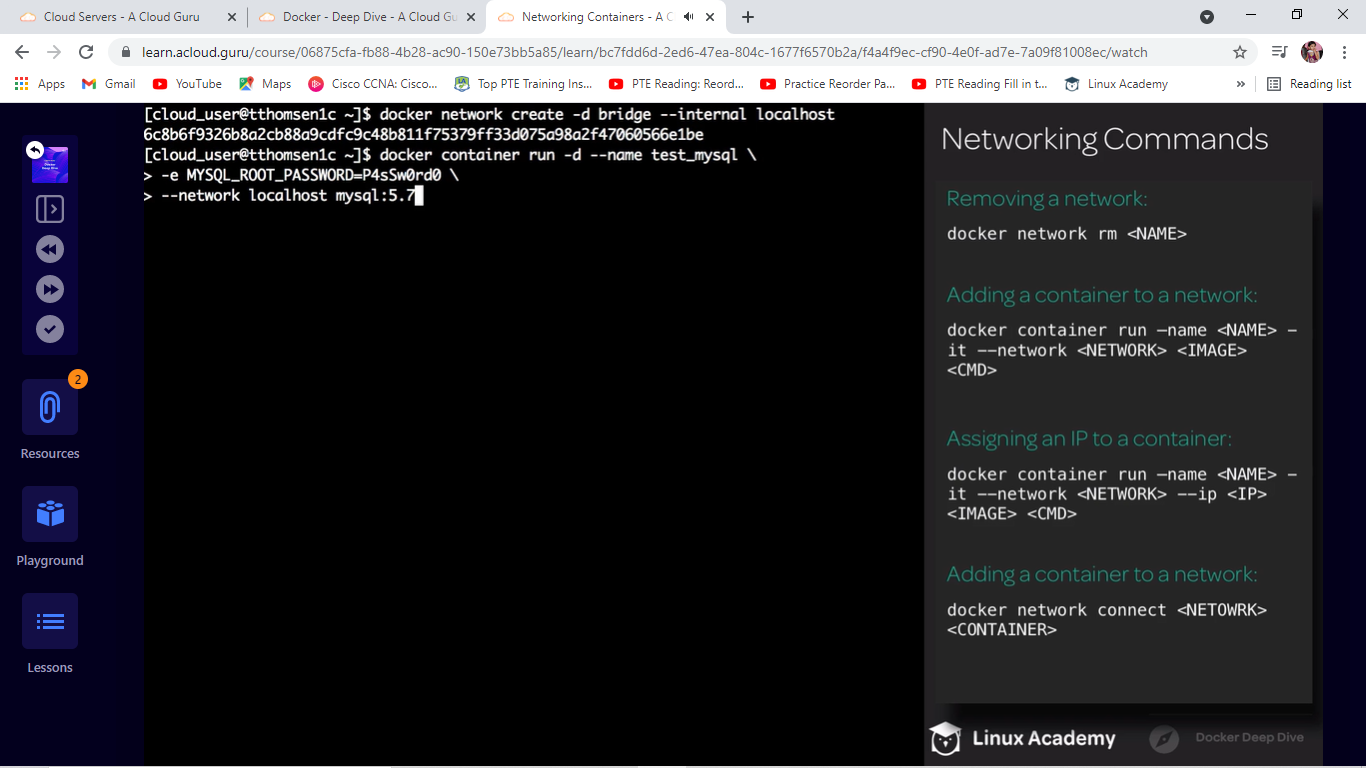 Cloud Servers - A Cloud Guru
Docker - Deep Dive - A Cloud Gu
Networking Containers - A C
learn.acloud.guru/course/06875cfa-fb88-4b28-ac90-150e73bb5a85/learn/bc7fdd6d-2ed6-47ea-804c-1677f6570b2a/f4a4f9ec-cf90-4e0f-ad7e-7a09f81008ec/watch
Apps
Gmail
YouTube
Maps
Cisco CCNA: Cisco...
Top PTE Training Ins...
PTE Reading: Reord...
Practice Reorder Pa...
PTE Reading Fill in t...
Linux Academy
»
Reading list
[cloud_user@tthomsen1c ~]$ docker network create -d bridge --internal localhost
6c8b6f9326b8a2cb88a9cdfc9c48b811f75379ff33d075a98a2f47060566e1be
[cloud_user@tthomsen1c ~]$ docker container run -d --name test_mysql \
> -e MYSQL_ROOT_PASSWORD=P4sSw0rd0 \
> --network localhost mysql:5.7
2
Resources
Playground
Lessons
Networking Commands
Removing a network:
docker network rm <NAME>
Adding a container to a network:
docker container run —name <NAME> –
it ——network <NETWORK> <IMAGE>
<CMD>
Assigning an IP to a container:
docker container run —name <NAME> –
it ——network <NETWORK> --ip <IP>
<IMAGE> <CMD>
Adding a container to a network:
docker network connect <NETOWRK>
<CONTAINER>
Linux Academy
Docker Deep Dive